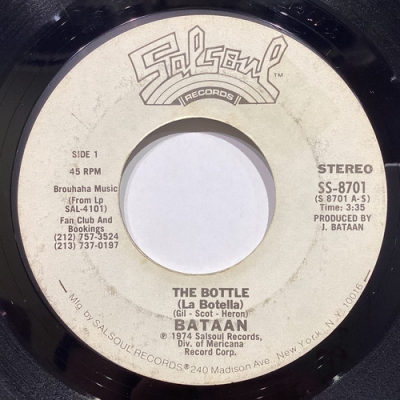 Salsoul™
RECORDS
SIDE 1
45 RPM
Brouhaha Music
(From Lp
SAL-4101)
Fan Club And
Bookings
(212) 757-3524
(213) 737-0197
STEREO
SS-8701
(S 8701 A-S)
Time: 3:35
PRODUCED BY
J. BATAAN
THE BOTTLE
(La Botella)
(Gil - Scot - Heron)
BATAAN
℗ 1974 Salsoul Records,
Div. of Mericana
Record Corp.
Mfg. by SALSOUL RECORDS® 240 Madison Ave. New York, N.Y. 10016